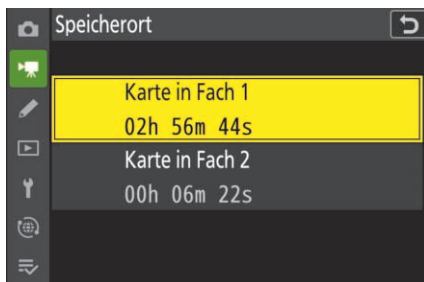 Speicherort
Karte in Fach 1
02h 56m 44s
Karte in Fach 2
00h 06m 22s